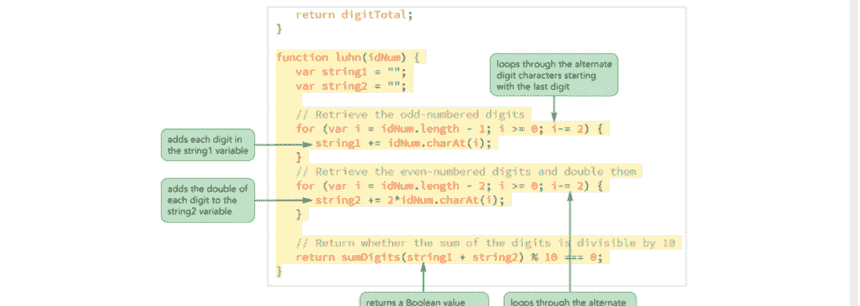 return digitTotal;
}
function luhn(idNum) {
var string1 = "";
var string2 = "";
loops through the alternate
digit characters starting
with the last digit
// Retrieve the odd-numbered digits
for (var i = idNum.length - 1; i >= 0; i-= 2) {
adds each digit in
the string1 variable
string1 += idNum.charAt(i);
}
// Retrieve the even-numbered digits and double them
for (var i = idNum.length - 2; i >= 0; i-= 2) {
adds the double of
each digit to the
string2 variable
string2 += 2*idNum.charAt(i);
}
// Return whether the sum of the digits is divisible by 10
return sumDigits(string1 + string2) % 10 === 0;
}
returns a Boolean value
loops through the alternate